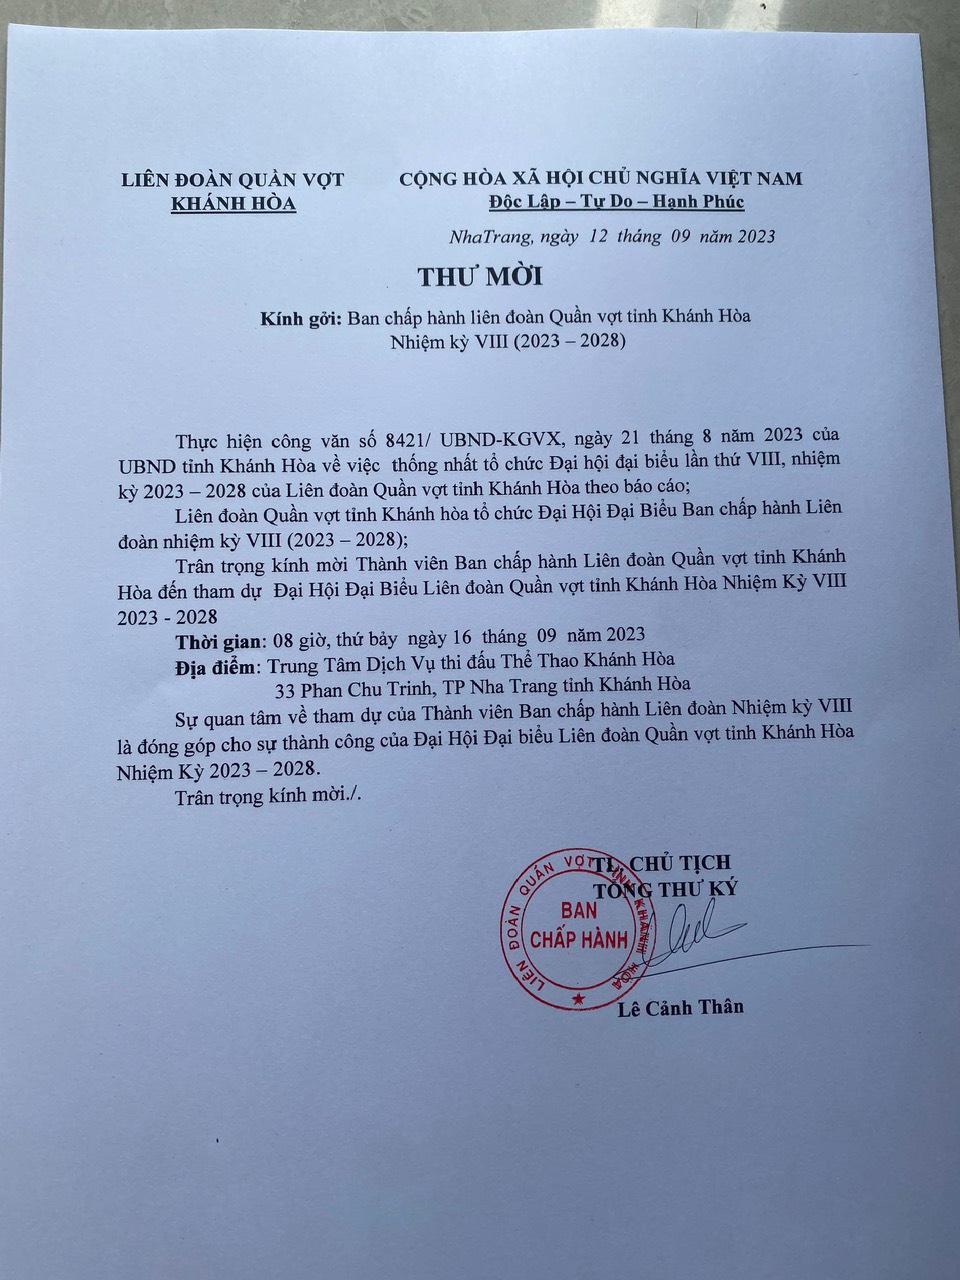 LIÊN ĐOÀN QUẦN VỢT
KHÁNH HÒA
CỘNG HÒA XÃ HỘI CHỦ NGHĨA VIỆT NAM
Độc Lập – Tự Do – Hạnh Phúc
NhaTrang, ngày 12 tháng 09 năm 2023
THƯ MỜI
Kính gởi: Ban chấp hành liên đoàn Quần vợt tỉnh Khánh Hòa
Nhiệm kỳ VIII (2023 – 2028)
Thực hiện công văn số 8421/ UBND-KGVX, ngày 21 tháng 8 năm 2023 của
UBND tỉnh Khánh Hòa về việc thống nhất tổ chức Đại hội đại biểu lần thứ VIII, nhiệm
kỳ 2023 – 2028 của Liên đoàn Quần vợt tỉnh Khánh Hòa theo báo cáo;
Liên đoàn Quần vợt tỉnh Khánh hòa tổ chức Đại Hội Đại Biểu Ban chấp hành Liên
đoàn nhiệm kỳ VIII (2023 – 2028);
Trân trọng kính mời Thành viên Ban chấp hành Liên đoàn Quần vợt tỉnh Khánh
Hòa đến tham dự Đại Hội Đại Biểu Liên đoàn Quần vợt tỉnh Khánh Hòa Nhiệm Kỳ VIII
2023 - 2028
Thời gian: 08 giờ, thứ bảy ngày 16 tháng 09 năm 2023
Địa điểm: Trung Tâm Dịch Vụ thi đấu Thể Thao Khánh Hòa
33 Phan Chu Trinh, TP Nha Trang tỉnh Khánh Hòa
Sự quan tâm về tham dự của Thành viên Ban chấp hành Liên đoàn Nhiệm kỳ VIII
là đóng góp cho sự thành công của Đại Hội Đại biểu Liên đoàn Quần vợt tỉnh Khánh Hòa
Nhiệm Kỳ 2023 – 2028.
Trân trọng kính mời./.
TL. CHỦ TỊCH
TỔNG THƯ KÝ
LIÊN ĐOÀN QUẦN VỢT TỈNH KHÁNH HÒA
BAN
CHẤP HÀNH
Lê Cảnh Thân